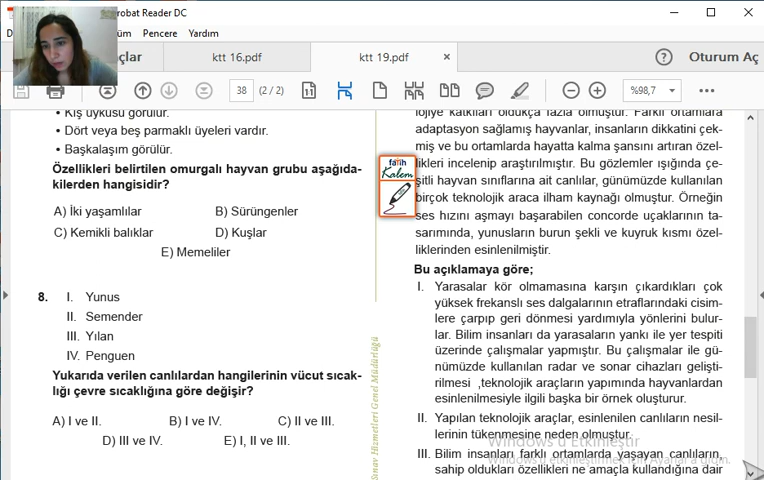 robat Reader DC
üm Pencere Yardım
çlar
ktt 16.pdf
ktt 19.pdf
Oturum Aç
38 (2 / 2)
%98,7
• Kış uykusu görülür.
• Dört veya beş parmaklı üyeleri vardır.
• Başkalaşım görülür.
Özellikleri belirtilen omurgalı hayvan grubu aşağıda-
kilerden hangisidir?
A) İki yaşamlılar B) Sürüngenler
C) Kemikli balıklar D) Kuşlar
E) Memeliler
8. I. Yunus
II. Semender
III. Yılan
IV. Penguen
Yukarıda verilen canlılardan hangilerinin vücut sıcak-
lığı çevre sıcaklığına göre değişir?
A) I ve II. B) I ve IV. C) II ve III.
D) III ve IV. E) I, II ve III.
Sınav Hizmetleri Genel Müdürlüğü
fatih
Kalem
lojiye katkıları oldukça fazla olmuştur. Farklı ortamlara
adaptasyon sağlamış hayvanlar, insanların dikkatini çek-
miş ve bu ortamlarda hayatta kalma şansını artıran özel-
likleri incelenip araştırılmıştır. Bu gözlemler ışığında çe-
şitli hayvan sınıflarına ait canlılar, günümüzde kullanılan
birçok teknolojik araca ilham kaynağı olmuştur. Örneğin
ses hızını aşmayı başarabilen concorde uçaklarının ta-
sarımında, yunusların burun şekli ve kuyruk kısmı özel-
liklerinden esinlenilmiştir.
Bu açıklamaya göre;
I. Yarasalar kör olmamasına karşın çıkardıkları çok
yüksek frekanslı ses dalgalarının etraflarındaki cisim-
lere çarpıp geri dönmesi yardımıyla yönlerini bulur-
lar. Bilim insanları da yarasaların yankı ile yer tespiti
üzerinde çalışmalar yapmıştır. Bu çalışmalar ile gü-
nümüzde kullanılan radar ve sonar cihazları gelişti-
rilmesi ,teknolojik araçların yapımında hayvanlardan
esinlenilmesiyle ilgili başka bir örnek oluşturur.
II. Yapılan teknolojik araçlar, esinlenilen canlıların nesil-
lerinin tükenmesine neden olmuştur.
Windows'u Etkinleştir
III. Bilim insanları farklı ortamlarda yaşayan canlıların,
Windows'u etkinleştirmek için Ayarlar'a gidin.
sahip oldukları özellikleri ne amaçla kullandığına dair